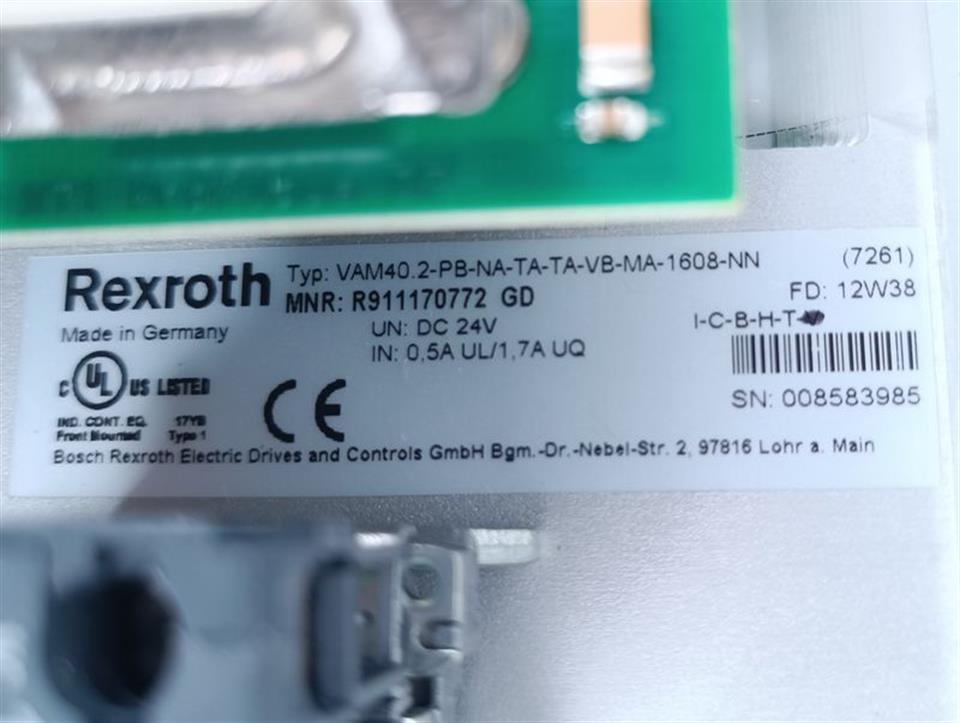 Rexroth
Typ: VAM40.2-PB-NA-TA-TA-VB-MA-1608-NN (7261)
MNR: R911170772 GD
FD: 12W38
Made in Germany
UN: DC 24V
I-C-B-H-T
IN: 0,5A UL/1,7A UQ
C UL US LISTED
CE
SN: 008583985
IND. CONT. EQ. 17YB
Front Mounted Type 1
Bosch Rexroth Electric Drives and Controls GmbH Bgm.-Dr.-Nebel-Str. 2, 97816 Lohr a. Main